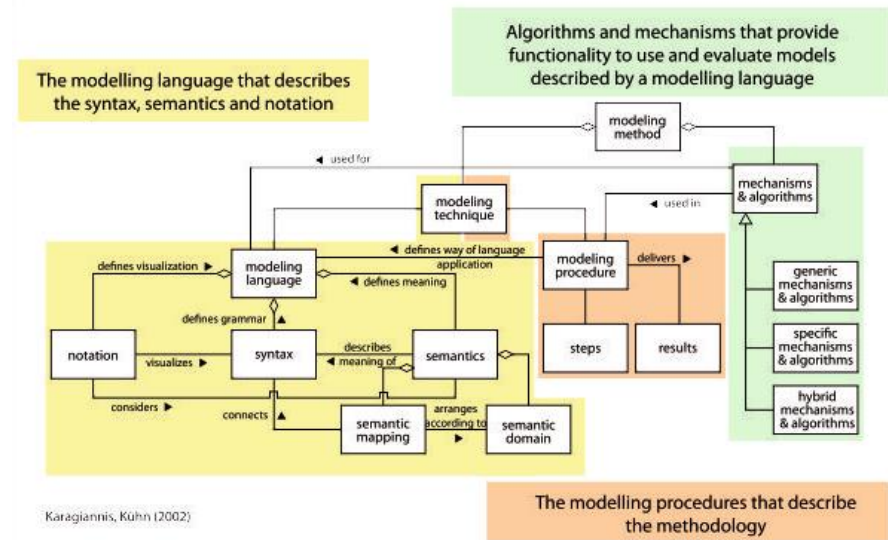 Algorithms and mechanisms that provide
functionality to use and evaluate models
described by a modelling language
The modelling language that describes
the syntax, semantics and notation
modeling
method
◄ used for
mechanisms
& algorithms
modeling
technique
◄ used in
◄ defines way of language
application
modeling
procedure
delivers ►
defines visualization ►
modeling
language
◄ defines meaning
generic
mechanisms
& algorithms
defines grammar ▲
notation
visualizes ►
syntax
describes
◄ meaning of
semantics
steps
results
specific
mechanisms
& algorithms
considers ►
connects ▲
semantic
mapping
arranges
according to
►
semantic
domain
hybrid
mechanisms
& algorithms
The modelling procedures that describe
the methodology
Karagiannis, Kühn (2002)